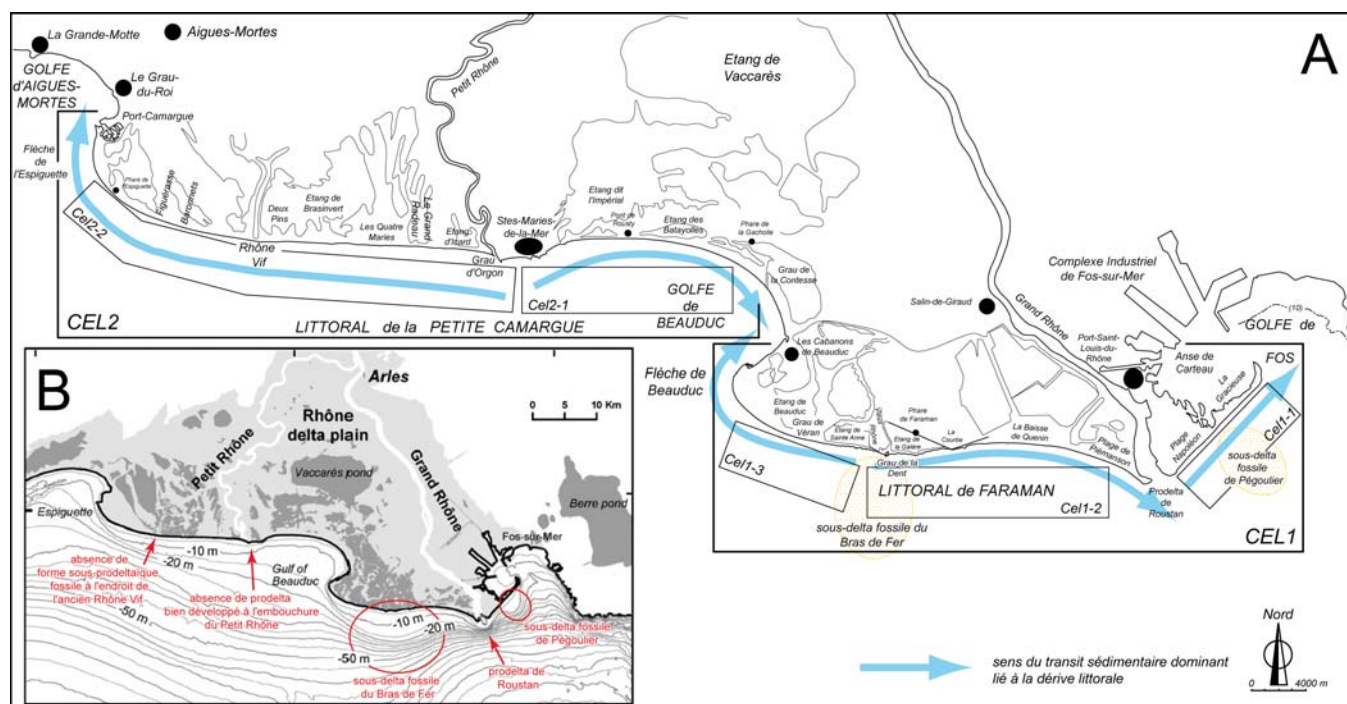 A
La Grande-Motte
Aigues-Mortes
GOLFE
d'AIGUES-
MORTES
Le Grau-
du-Roi
Port-Camargue
Flèche
de
l'Espiguette
Phare de
l'Espiguette
Figuérasse
Baronnets
Deux
Pins
Etang de
Brasinvert
Les Quatre
Maries
Le Grand
Radeau
Etang
d'Icard
Petit Rhône
Etang de
Vaccarès
Stes-Maries-
de-la-Mer
Etang dit
l'Impérial
Pont de
Rousty
Etang des
Batayolles
Phare de
la Gacholle
Grau de
la Comtesse
Rhône
Vif
Grau
d'Orgon
Cel2-2
Cel2-1
GOLFE
de
BEAUDUC
CEL2
LITTORAL de la PETITE CAMARGUE
Complexe Industriel
de Fos-sur-Mer
Salin-de-Giraud
Grand Rhône
Port-Saint-
Louis-du-
Rhône
Anse de
Carteau
(10)
GOLFE de
FOS
La Gracieuse
Plage
Napoléon
Cel1-1
sous-delta
fossile
de Pégoulier
Les Cabanons
de Beauduc
Flèche de
Beauduc
Etang de
Beauduc
Grau de
Véran
Etang de
Sainte Anne
Phare de
Faraman
Etang de
la Galère
La
Courbe
La Baisse
de Quenin
Plage de
Piémanson
Grau de la
Dent
Cel1-3
LITTORAL de FARAMAN
Cel1-2
Prodelta
de
Roustan
sous-delta fossile du
Bras de Fer
CEL1
B
Arles
0 5 10 Km
Rhône
delta plain
Petit Rhône
Vaccarès pond
Grand Rhône
Berre pond
Espiguette
Fos-sur-Mer
-10 m
-20 m
Gulf of
Beauduc
absence de
forme sous-prodeltaïque
fossile à l'endroit de
l'ancien Rhône Vif
-50 m
absence de prodelta
bien développé à l'embouchure
du Petit Rhône
-10 m
-20 m
-50 m
sous-delta fossile
de Pégoulier
prodelta de
Roustan
sous-delta fossile
du Bras de Fer
sens du transit sédimentaire dominant
lié à la dérive littorale
Nord
0 4000 m